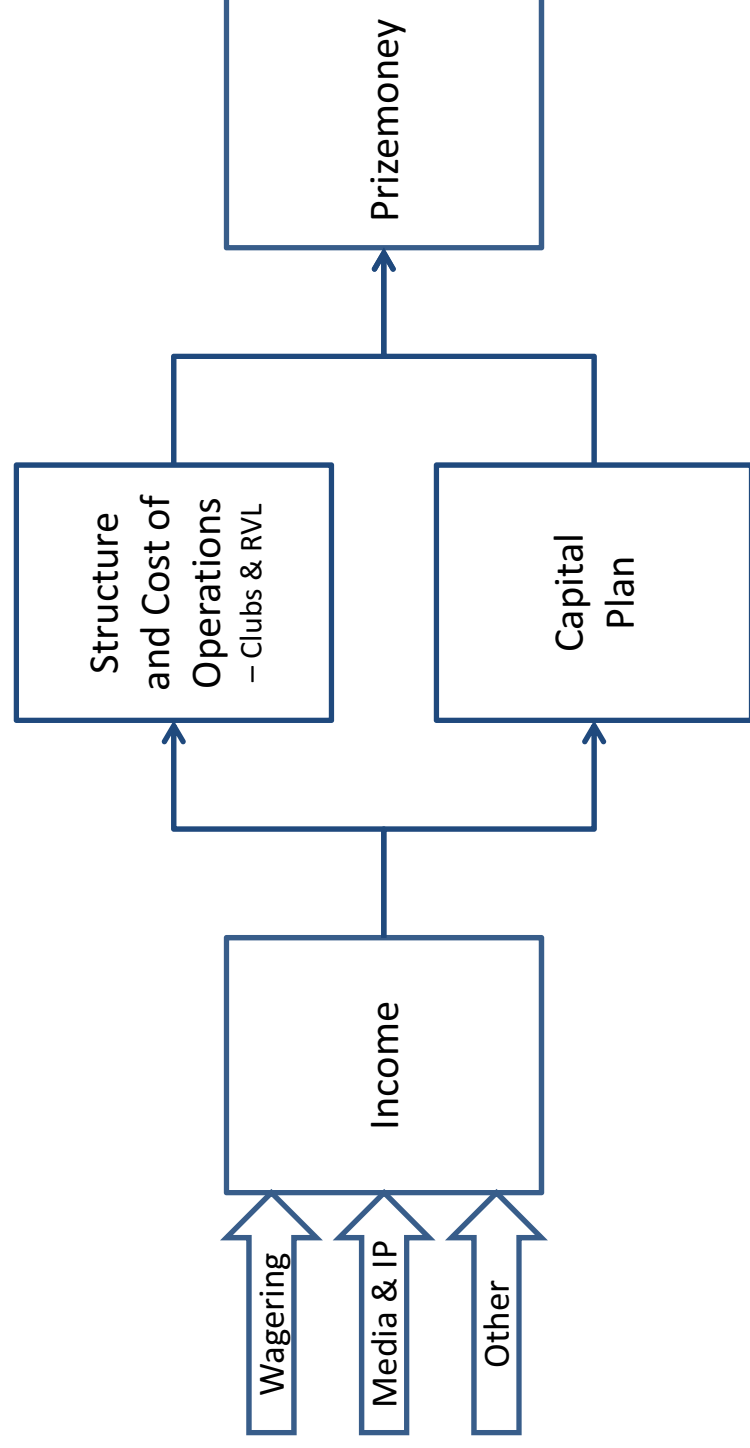 Wagering
Media & IP
Other
Income
Structure
and Cost of
Operations
– Clubs & RVL
Capital
Plan
Prizemoney